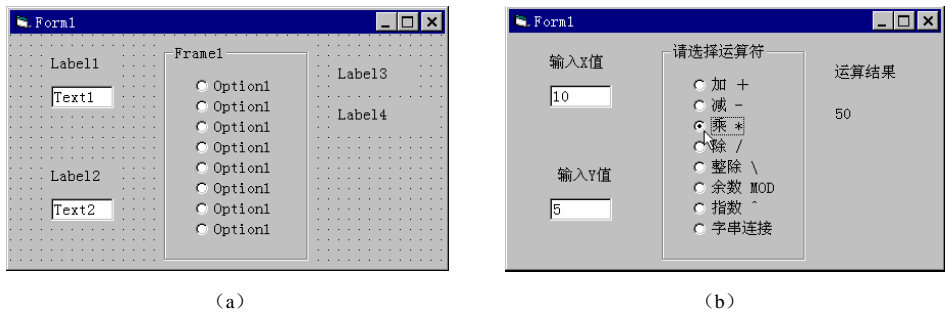 Form1
Label1
Text1
Label2
Text2
Frame1
Option1
Option1
Option1
Option1
Option1
Option1
Option1
Option1
Label3
Label4
(a)
Form1
输入X值
10
输入Y值
5
请选择运算符
加 +
减 -
乘 *
除 /
整除 \
余数 MOD
指数 ^
字串连接
运算结果
50
(b)